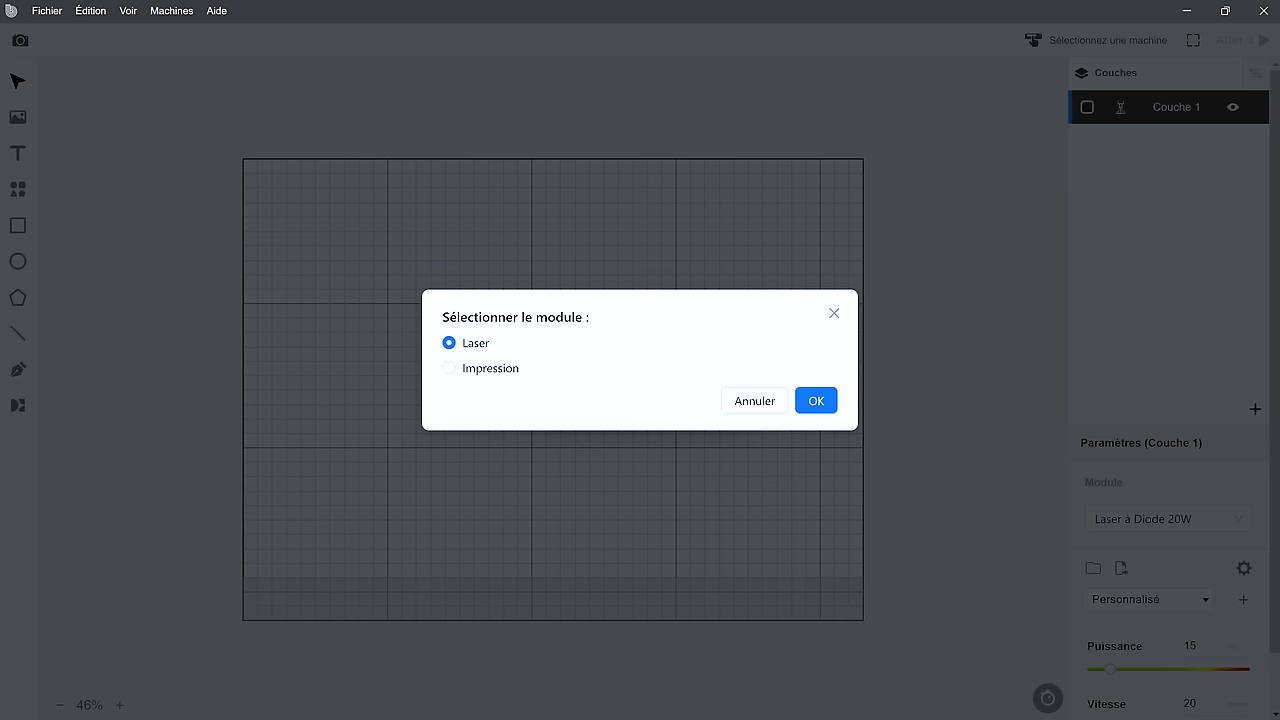 Fichier Édition Voir Machines Aide
Sélectionnez une machine Aller à
Couches
Couche 1
Sélectionner le module :
Laser
Impression
Annuler OK
Paramètres (Couche 1)
Module
Laser à Diode 20W
Personnalisé
Puissance 15
Vitesse 20
46%